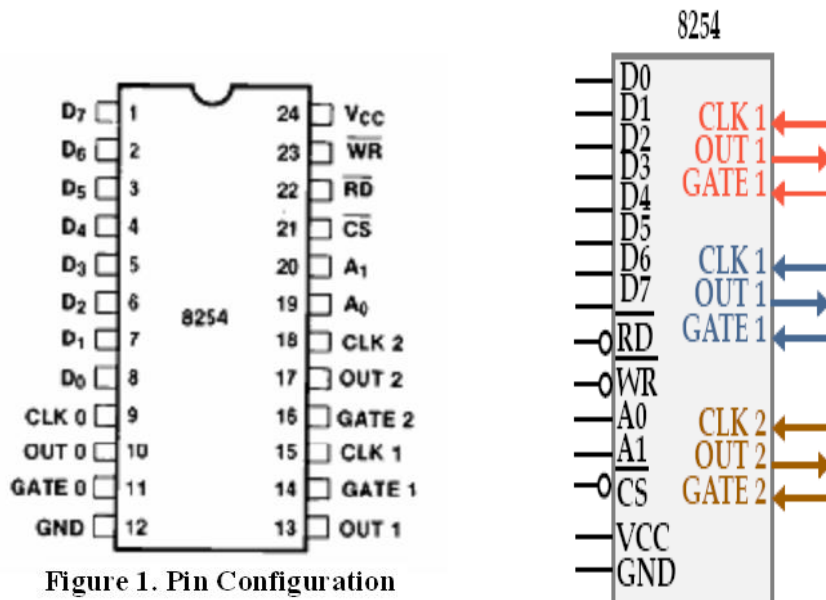 D7 1 24 VCC
D6 2 23 WR
D5 3 22 RD
D4 4 21 CS
D3 5 20 A1
D2 6 19 A0
8254
D1 7 18 CLK 2
D0 8 17 OUT 2
CLK 0 9 16 GATE 2
OUT 0 10 15 CLK 1
GATE 0 11 14 GATE 1
GND 12 13 OUT 1
Figure 1. Pin Configuration
8254
D0
D1
D2
D3
D4
D5
D6
D7
RD
WR
A0
A1
CS
VCC
GND
CLK 1
OUT 1
GATE 1
CLK 1
OUT 1
GATE 1
CLK 2
OUT 2
GATE 2